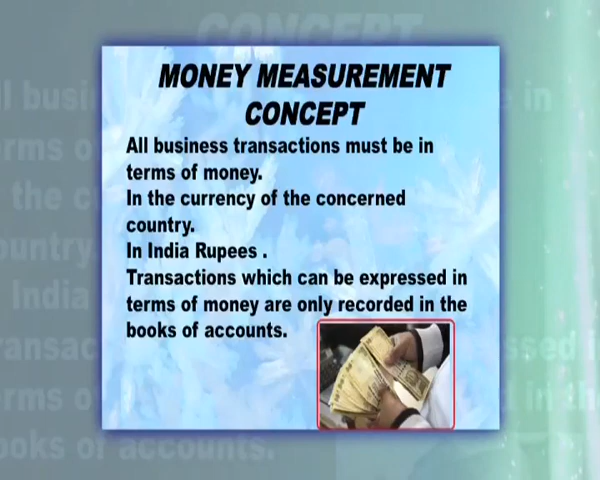 MONEY MEASUREMENT
CONCEPT
All business transactions must be in
terms of money.
In the currency of the concerned
country.
In India Rupees .
Transactions which can be expressed in
terms of money are only recorded in the
books of accounts.